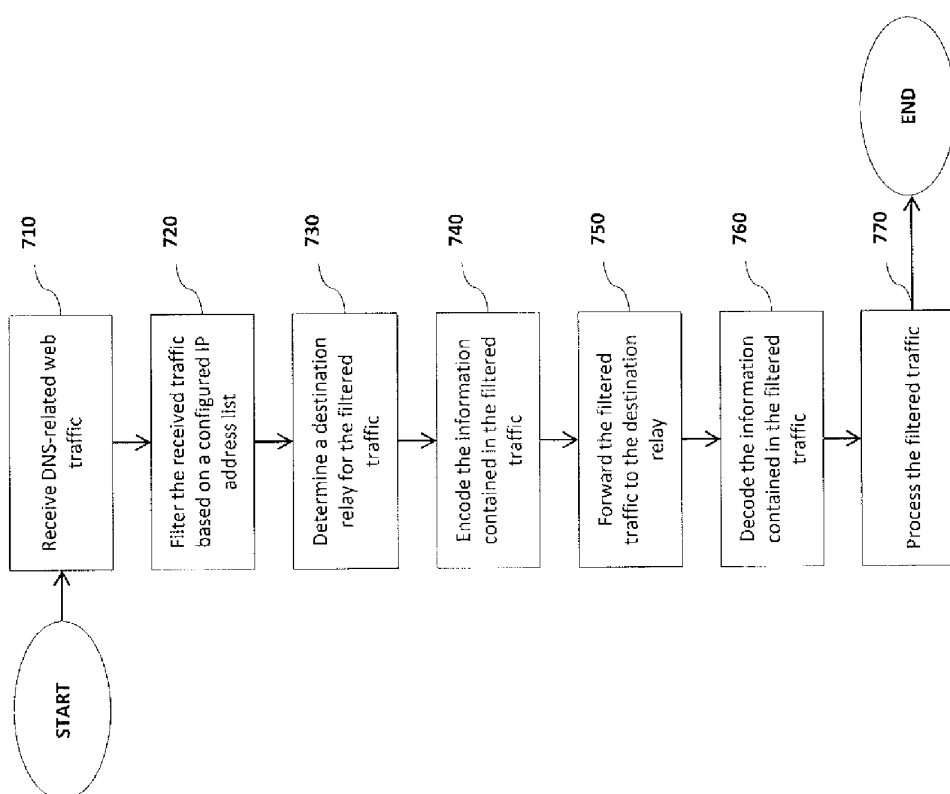 START
710
Receive DNS-related web
traffic
720
Filter the received traffic
based on a configured IP
address list
730
Determine a destination
relay for the filtered
traffic
740
Encode the information
contained in the filtered
traffic
750
Forward the filtered
traffic to the destination
relay
760
Decode the information
contained in the filtered
traffic
770
Process the filtered traffic
END